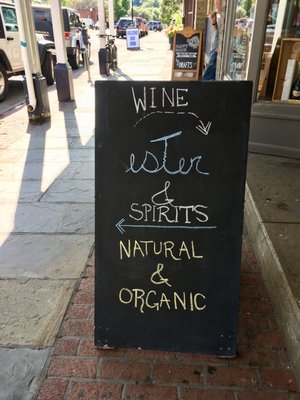 WINE
ester
&
SPIRITS
NATURAL
&
ORGANIC